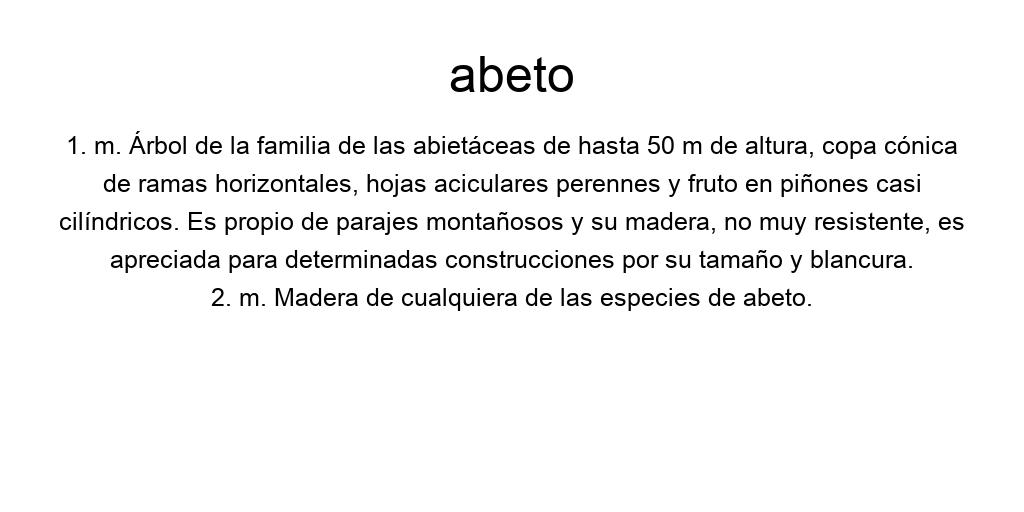 abeto
1. m. Árbol de la familia de las abietáceas de hasta 50 m de altura, copa cónica
de ramas horizontales, hojas aciculares perennes y fruto en piñones casi
cilíndricos. Es propio de parajes montañosos y su madera, no muy resistente, es
apreciada para determinadas construcciones por su tamaño y blancura.
2. m. Madera de cualquiera de las especies de abeto.